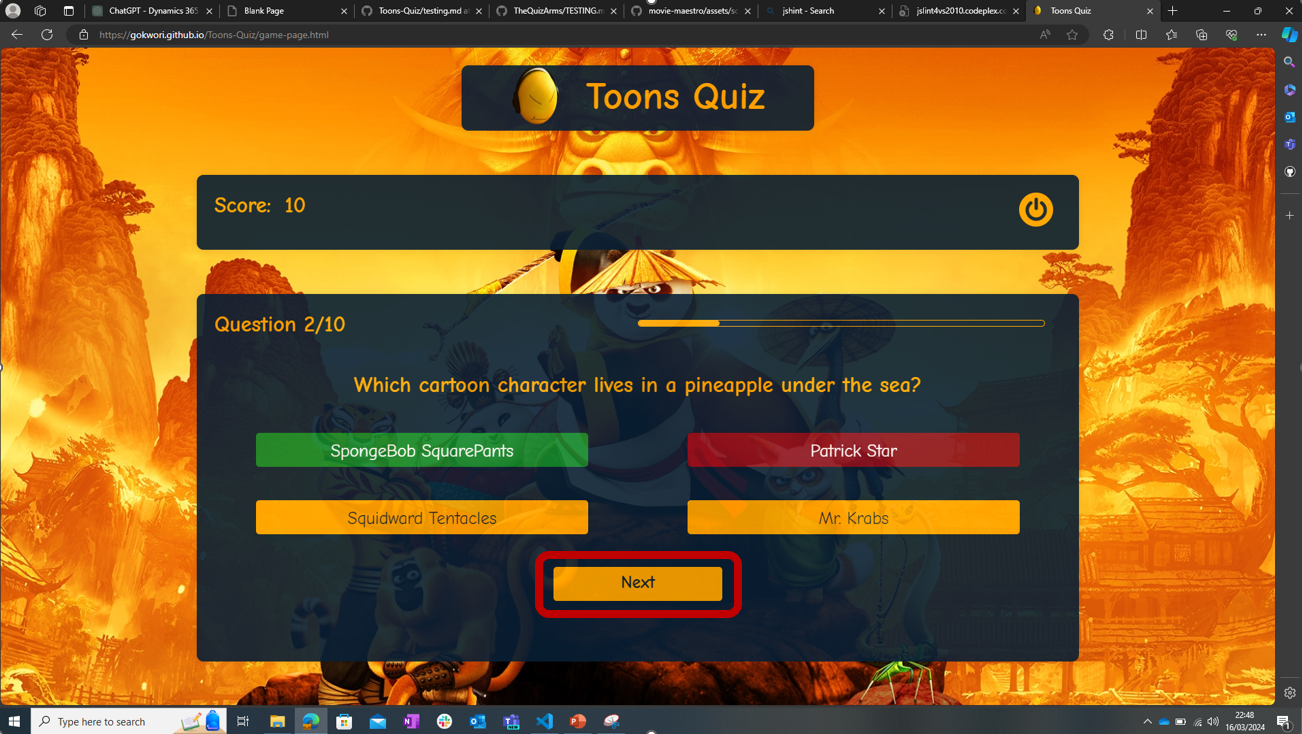 ChatGPT - Dynamics 365
Blank Page
Toons-Quiz/testing.md at
TheQuizArms/TESTING.m
movie-maestro/assets/sc
jshint - Search
jslint4vs2010.codeplex.co
Toons Quiz
https://gokwori.github.io/Toons-Quiz/game-page.html
Toons Quiz
Score: 10
Question 2/10
Which cartoon character lives in a pineapple under the sea?
SpongeBob SquarePants
Patrick Star
Squidward Tentacles
Mr. Krabs
Next
Type here to search
22:48
16/03/2024
1